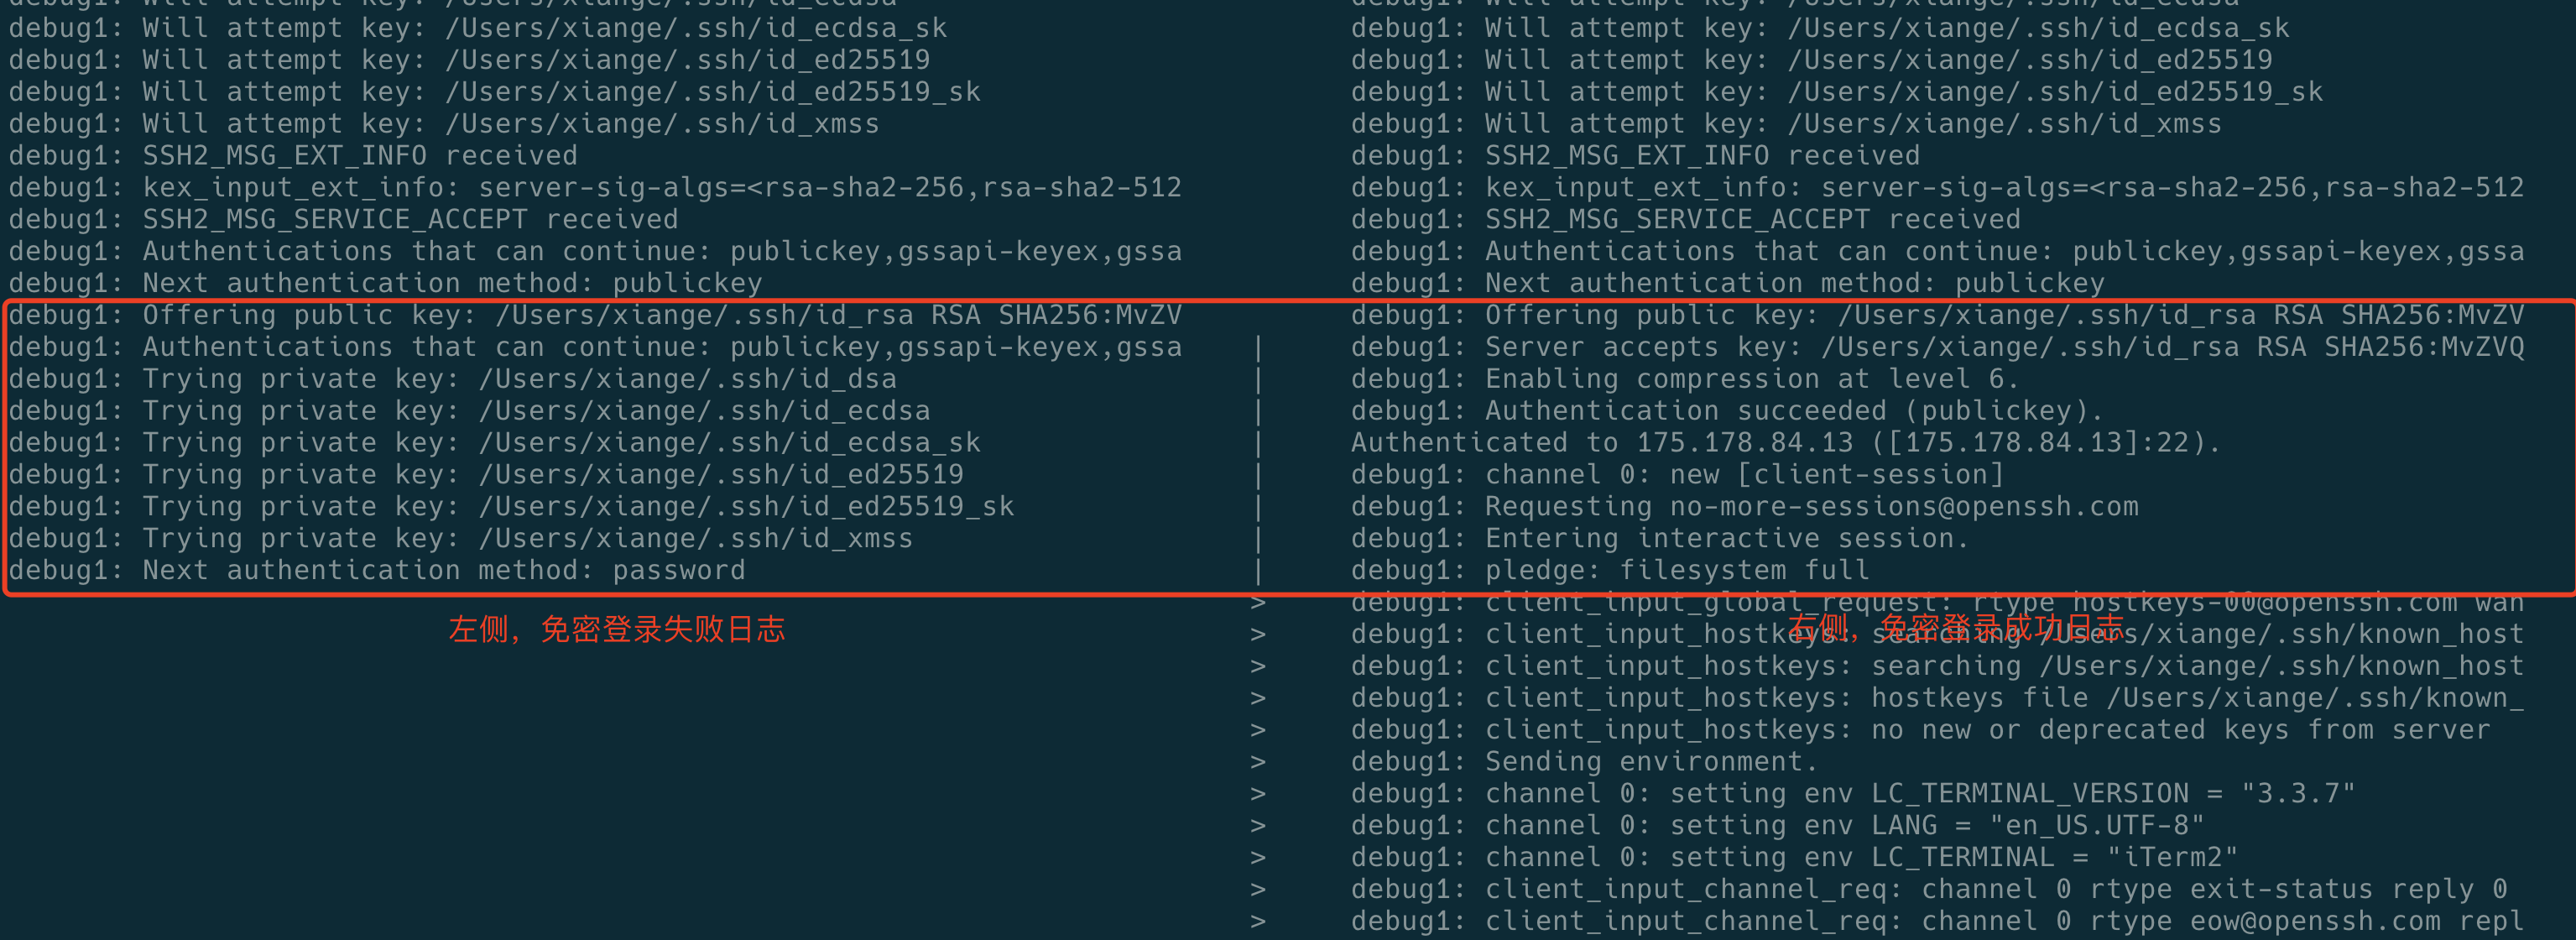 debug1: Will attempt key: /Users/xiange/.ssh/id_ecdsa
debug1: Will attempt key: /Users/xiange/.ssh/id_ecdsa_sk
debug1: Will attempt key: /Users/xiange/.ssh/id_ed25519
debug1: Will attempt key: /Users/xiange/.ssh/id_ed25519_sk
debug1: Will attempt key: /Users/xiange/.ssh/id_xmss
debug1: SSH2_MSG_EXT_INFO received
debug1: kex_input_ext_info: server-sig-algs=<rsa-sha2-256,rsa-sha2-512
debug1: SSH2_MSG_SERVICE_ACCEPT received
debug1: Authentications that can continue: publickey,gssapi-keyex,gssa
debug1: Next authentication method: publickey
debug1: Offering public key: /Users/xiange/.ssh/id_rsa RSA SHA256:MvZV
debug1: Authentications that can continue: publickey,gssapi-keyex,gssa
debug1: Trying private key: /Users/xiange/.ssh/id_dsa
debug1: Trying private key: /Users/xiange/.ssh/id_ecdsa
debug1: Trying private key: /Users/xiange/.ssh/id_ecdsa_sk
debug1: Trying private key: /Users/xiange/.ssh/id_ed25519
debug1: Trying private key: /Users/xiange/.ssh/id_ed25519_sk
debug1: Trying private key: /Users/xiange/.ssh/id_xmss
debug1: Next authentication method: password
左侧，免密登录失败日志
debug1: Will attempt key: /Users/xiange/.ssh/id_ecdsa
debug1: Will attempt key: /Users/xiange/.ssh/id_ecdsa_sk
debug1: Will attempt key: /Users/xiange/.ssh/id_ed25519
debug1: Will attempt key: /Users/xiange/.ssh/id_ed25519_sk
debug1: Will attempt key: /Users/xiange/.ssh/id_xmss
debug1: SSH2_MSG_EXT_INFO received
debug1: kex_input_ext_info: server-sig-algs=<rsa-sha2-256,rsa-sha2-512
debug1: SSH2_MSG_SERVICE_ACCEPT received
debug1: Authentications that can continue: publickey,gssapi-keyex,gssa
debug1: Next authentication method: publickey
debug1: Offering public key: /Users/xiange/.ssh/id_rsa RSA SHA256:MvZV
| debug1: Server accepts key: /Users/xiange/.ssh/id_rsa RSA SHA256:MvZVQ
| debug1: Enabling compression at level 6.
| debug1: Authentication succeeded (publickey).
| Authenticated to 175.178.84.13 ([175.178.84.13]:22).
| debug1: channel 0: new [client-session]
| debug1: Requesting no-more-sessions@openssh.com
| debug1: Entering interactive session.
| debug1: pledge: filesystem full
> debug1: client_input_global_request: rtype hostkeys-00@openssh.com wan
右侧，免密登录成功日志
> debug1: client_input_hostkeys: searching /Users/xiange/.ssh/known_host
> debug1: client_input_hostkeys: searching /Users/xiange/.ssh/known_host
> debug1: client_input_hostkeys: hostkeys file /Users/xiange/.ssh/known_
> debug1: client_input_hostkeys: no new or deprecated keys from server
> debug1: Sending environment.
> debug1: channel 0: setting env LC_TERMINAL_VERSION = "3.3.7"
> debug1: channel 0: setting env LANG = "en_US.UTF-8"
> debug1: channel 0: setting env LC_TERMINAL = "iTerm2"
> debug1: client_input_channel_req: channel 0 rtype exit-status reply 0
> debug1: client_input_channel_req: channel 0 rtype eow@openssh.com repl